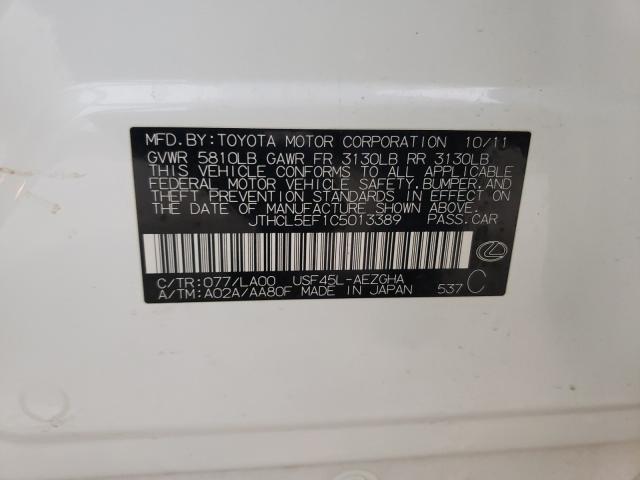 MFD.BY:TOYOTA MOTOR CORPORATION 10/11
GVWR 5810LB GAWR FR 3130LB RR 3130LB
THIS VEHICLE CONFORMS TO ALL APPLICABLE
FEDERAL MOTOR VEHICLE SAFETY,BUMPER,AND
THEFT PREVENTION STANDARDS IN EFFECT ON
THE DATE OF MANUFACTURE SHOWN ABOVE.
JTHCL5EF1C5013389 PASS.CAR
C/TR:077/LA00 USF45L-AEZGHA
A/TM:A02A/AA80F MADE IN JAPAN 537 C